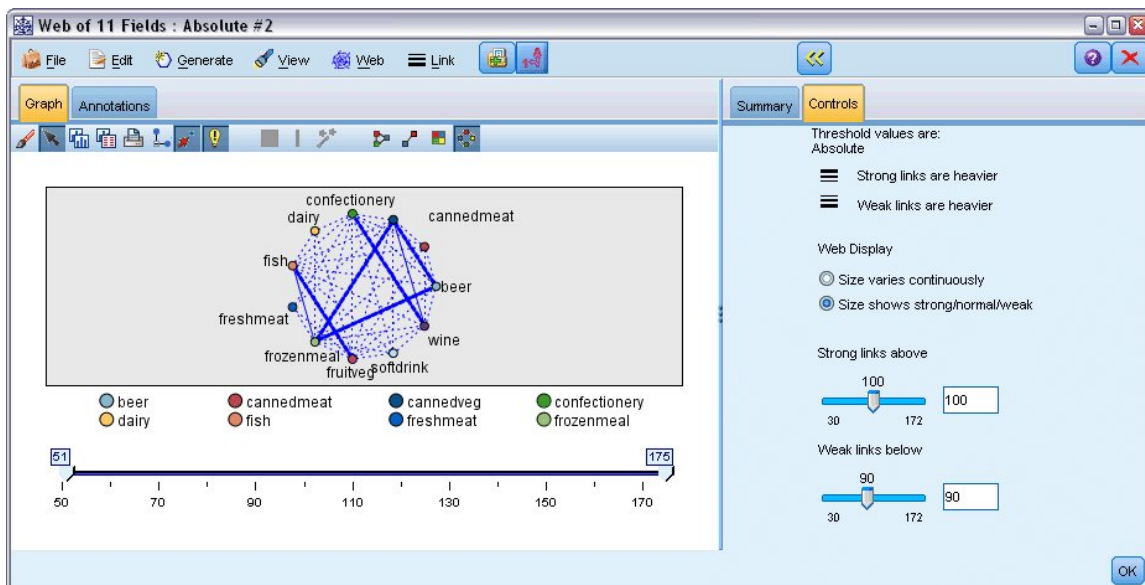 Web of 11 Fields : Absolute #2
File Edit Generate View Web Link
Graph Annotations
Summary Controls
Threshold values are:
Absolute
Strong links are heavier
Weak links are heavier
Web Display
Size varies continuously
Size shows strong/normal/weak
Strong links above
100
100
30 172
Weak links below
90
90
30 172
confectionery
dairy cannedmeat
fish
beer
freshmeat
wine
frozenmeal softdrink
fruitveg
beer cannedmeat cannedveg confectionery
dairy fish freshmeat frozenmeal
51 175
50 70 90 110 130 150 170
OK